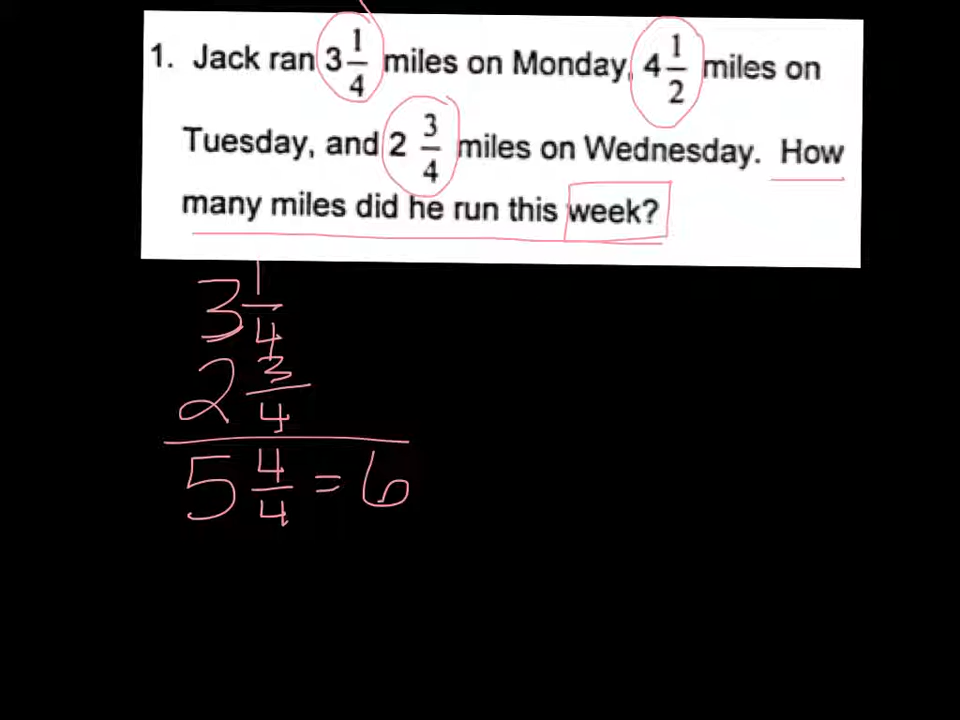 1. Jack ran 3 1/4 miles on Monday, 4 1/2 miles on
Tuesday, and 2 3/4 miles on Wednesday. How
many miles did he run this week?
3 1/4
2 3/4
5 4/4 = 6